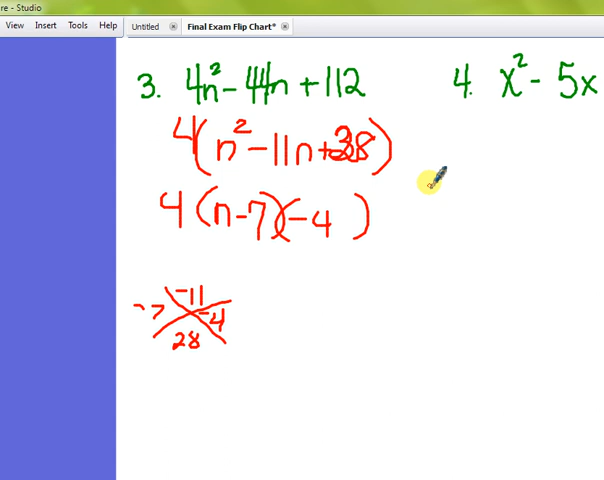 re - Studio
View Insert Tools Help Untitled Final Exam Flip Chart*
3. 4n² - 44n + 112 4. x² - 5x
4(n² - 11n + 28)
4(n - 7)( - 4 )
-11
-7 -4
28